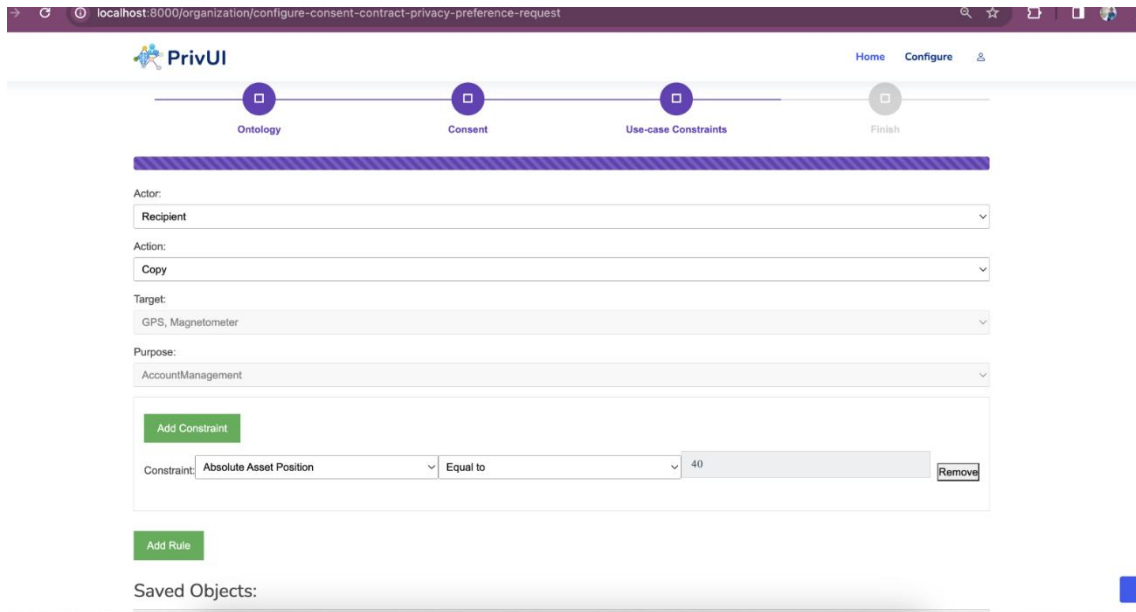 localhost:8000/organization/configure-consent-contract-privacy-preference-request
PrivUI
Home Configure
Ontology Consent Use-case Constraints Finish
Actor:
Recipient
Action:
Copy
Target:
GPS, Magnetometer
Purpose:
AccountManagement
Add Constraint
Constraint: Absolute Asset Position Equal to 40 Remove
Add Rule
Saved Objects: